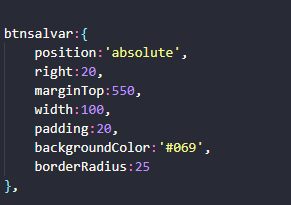 btnsalvar:{
    position:'absolute',
    right:20,
    marginTop:550,
    width:100,
    padding:20,
    backgroundColor:'#069',
    borderRadius:25
},